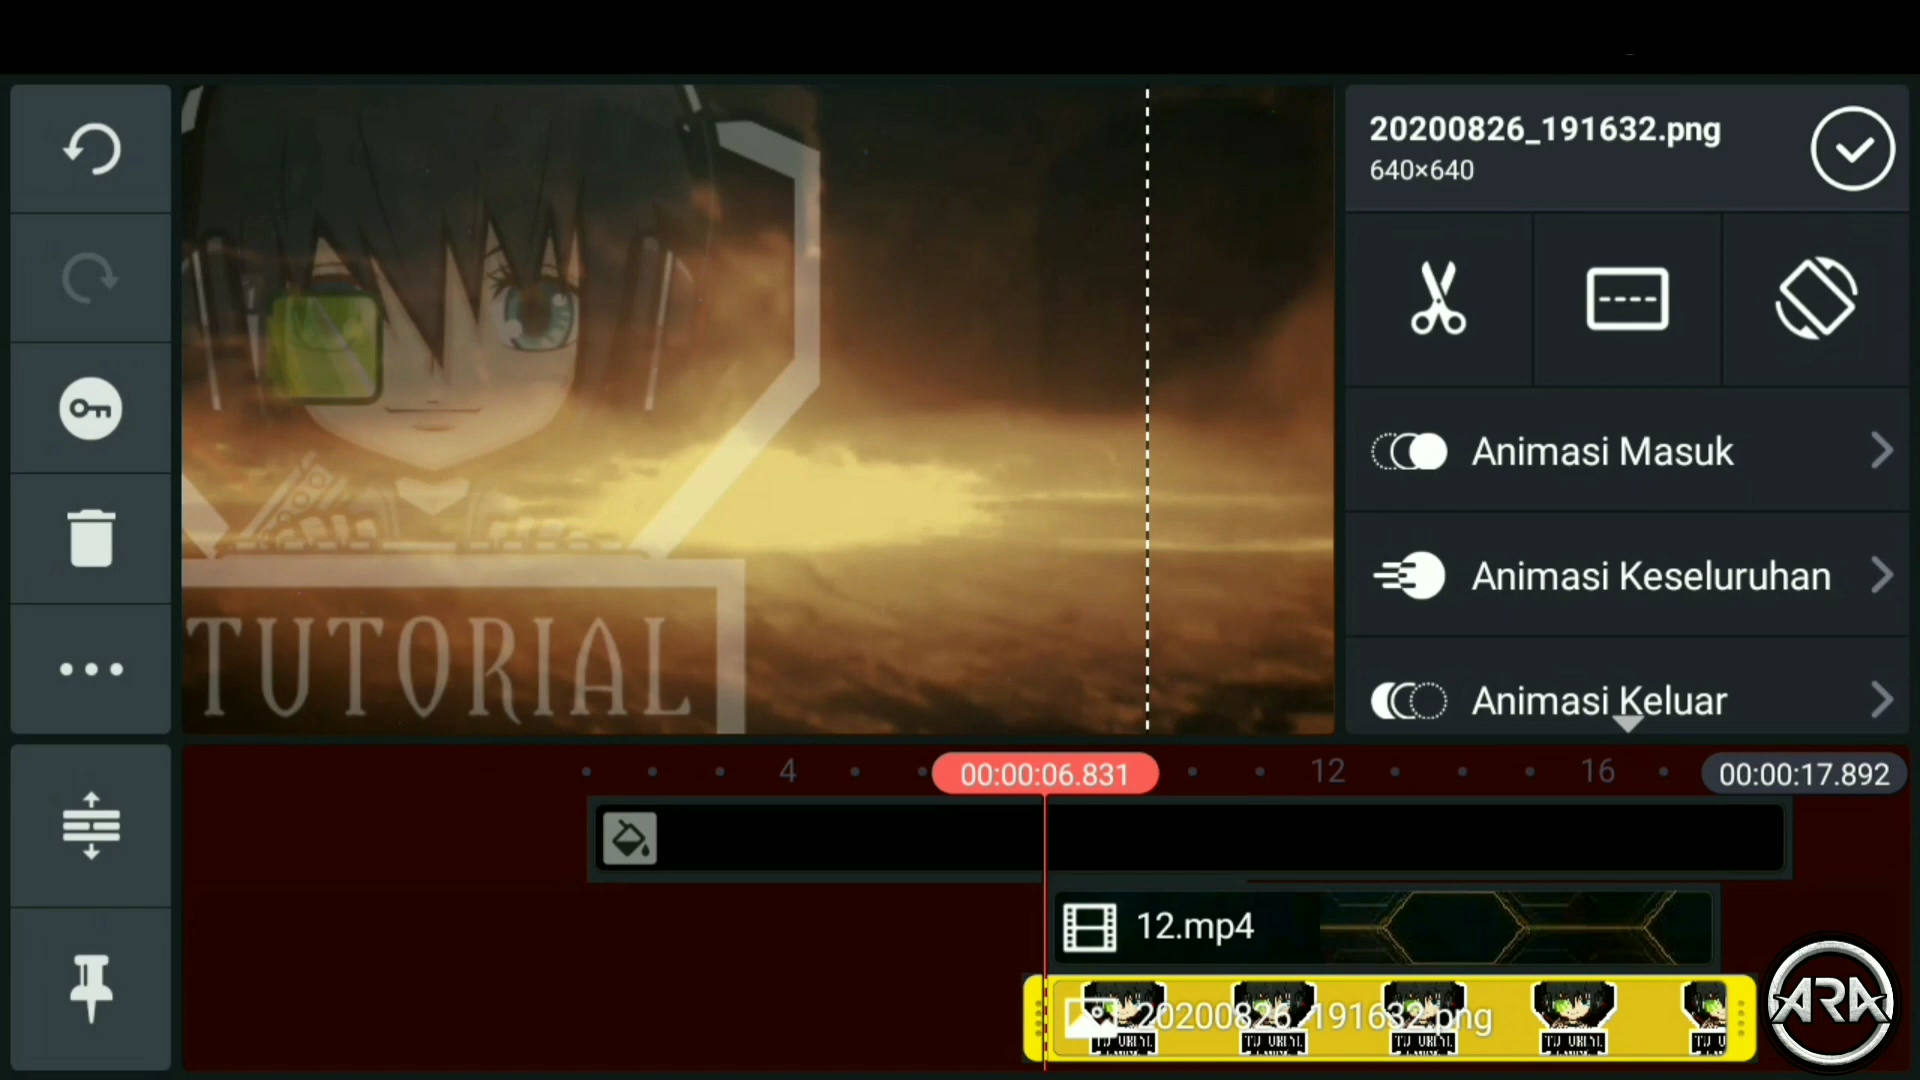 20200826_191632.png
640×640
TUTORIAL
Animasi Masuk
Animasi Keseluruhan
Animasi Keluar
4
00:00:06.831
12
16
00:00:17.892
12.mp4
20200826_191632.png
ARA